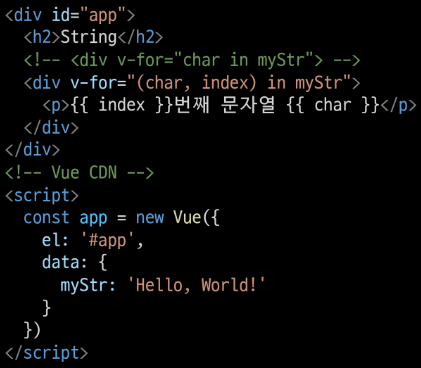 <div id="app">
<h2>String</h2>
<!-- <div v-for="char in myStr"> -->
<div v-for="(char, index) in myStr">
<p>{{ index }}번째 문자열 {{ char }}</p>
</div>
</div>
<!-- Vue CDN -->
<script>
const app = new Vue({
el: '#app',
data: {
myStr: 'Hello, World!'
}
})
</script>